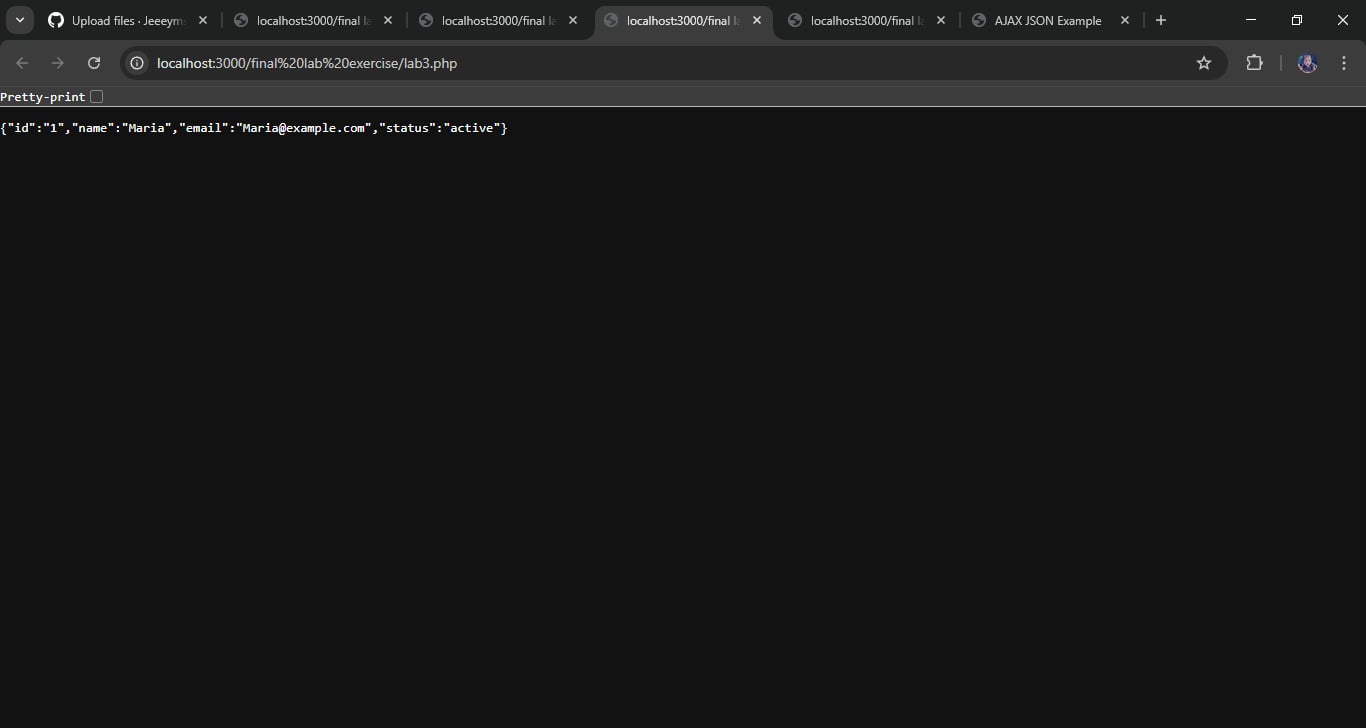 Upload files · Jeeeyms
localhost:3000/final la
localhost:3000/final la
localhost:3000/final la
localhost:3000/final la
AJAX JSON Example
localhost:3000/final%20lab%20exercise/lab3.php
Pretty-print
{"id":"1","name":"Maria","email":"Maria@example.com","status":"active"}